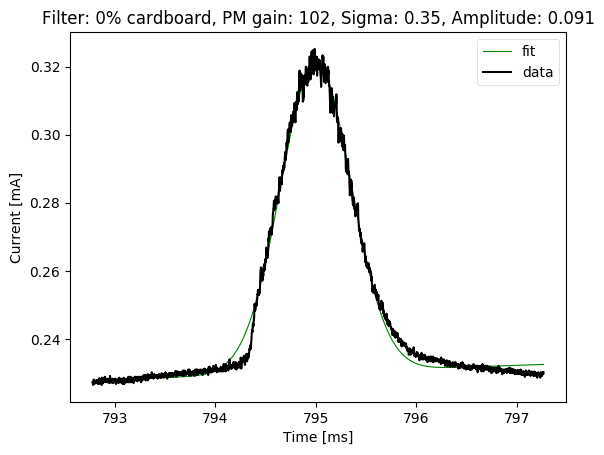 Filter: 0% cardboard, PM gain: 102, Sigma: 0.35, Amplitude: 0.091
fit
data
0.32
0.30
0.28
0.26
0.24
Current [mA]
793
794
795
796
797
Time [ms]